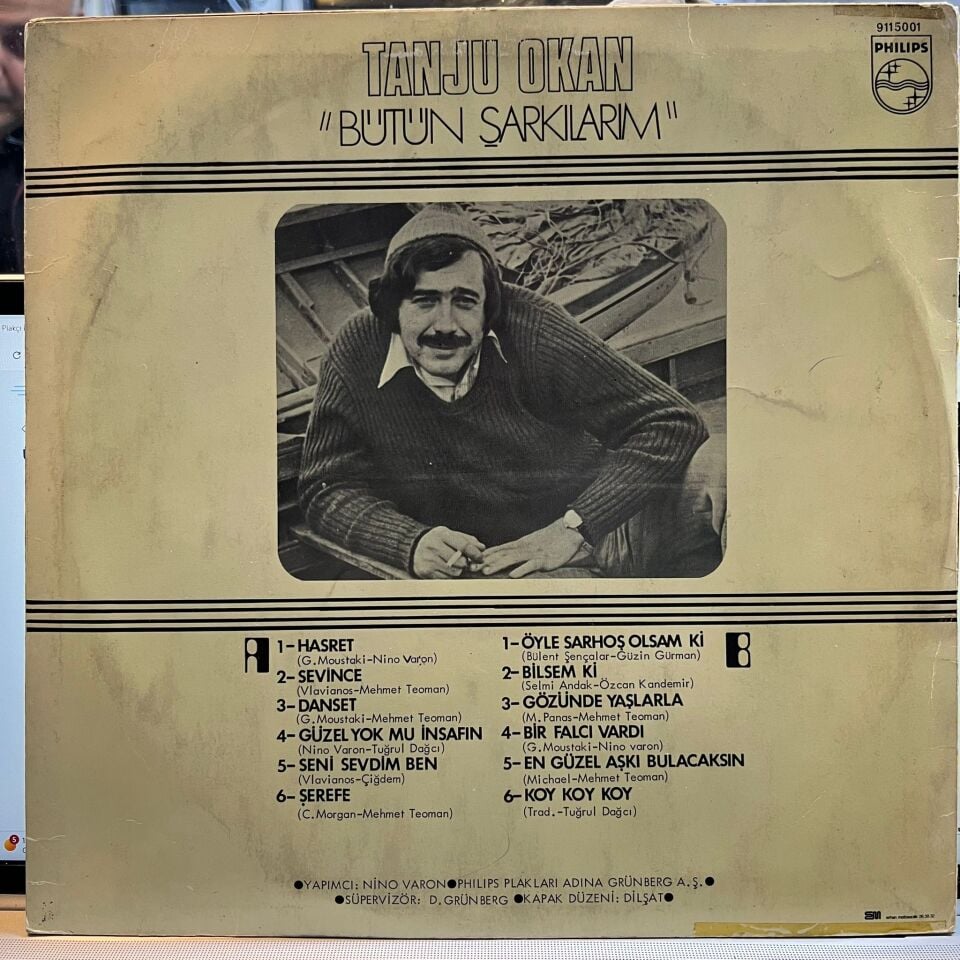 9115001
PHILIPS
TANJU OKAN
"BÜTÜN ŞARKILARIM"
Plakçı
A
1-HASRET
(G.Moustaki-Nino Varon)
2-SEVINCE
(Vlavianos-Mehmet Teoman)
3-DANSET
(G.Moustaki-Mehmet Teoman)
4-GÜZEL YOK MU İNSAFIN
(Nino Varon-Tuğrul Dağcı)
5-SENİ SEVDİM BEN
(Vlavianos-Çiğdem)
6-ŞEREFE
(C.Morgan-Mehmet Teoman)
B
1-ÖYLE SARHOŞ OLSAM Kİ
(Bülent Şençalar-Güzin Gürman)
2-BİLSEM Kİ
(Selmi Andak-Özcan Kandemir)
3-GÖZÜNDE YAŞLARLA
(M.Panas-Mehmet Teoman)
4-BİR FALCI VARDI
(G.Moustaki-Nino varon)
5-EN GÜZEL AŞKI BULACAKSIN
(Michael-Mehmet Teoman)
6-KOY KOY KOY
(Trad.-Tuğrul Dağcı)
●YAPIMCI: NİNO VARON●PHILIPS PLAKLARI ADINA GRÜNBERG A.Ş.●
●SÜPERVİZÖR: D.GRÜNBERG ●KAPAK DÜZENİ: DİLŞAT●
5